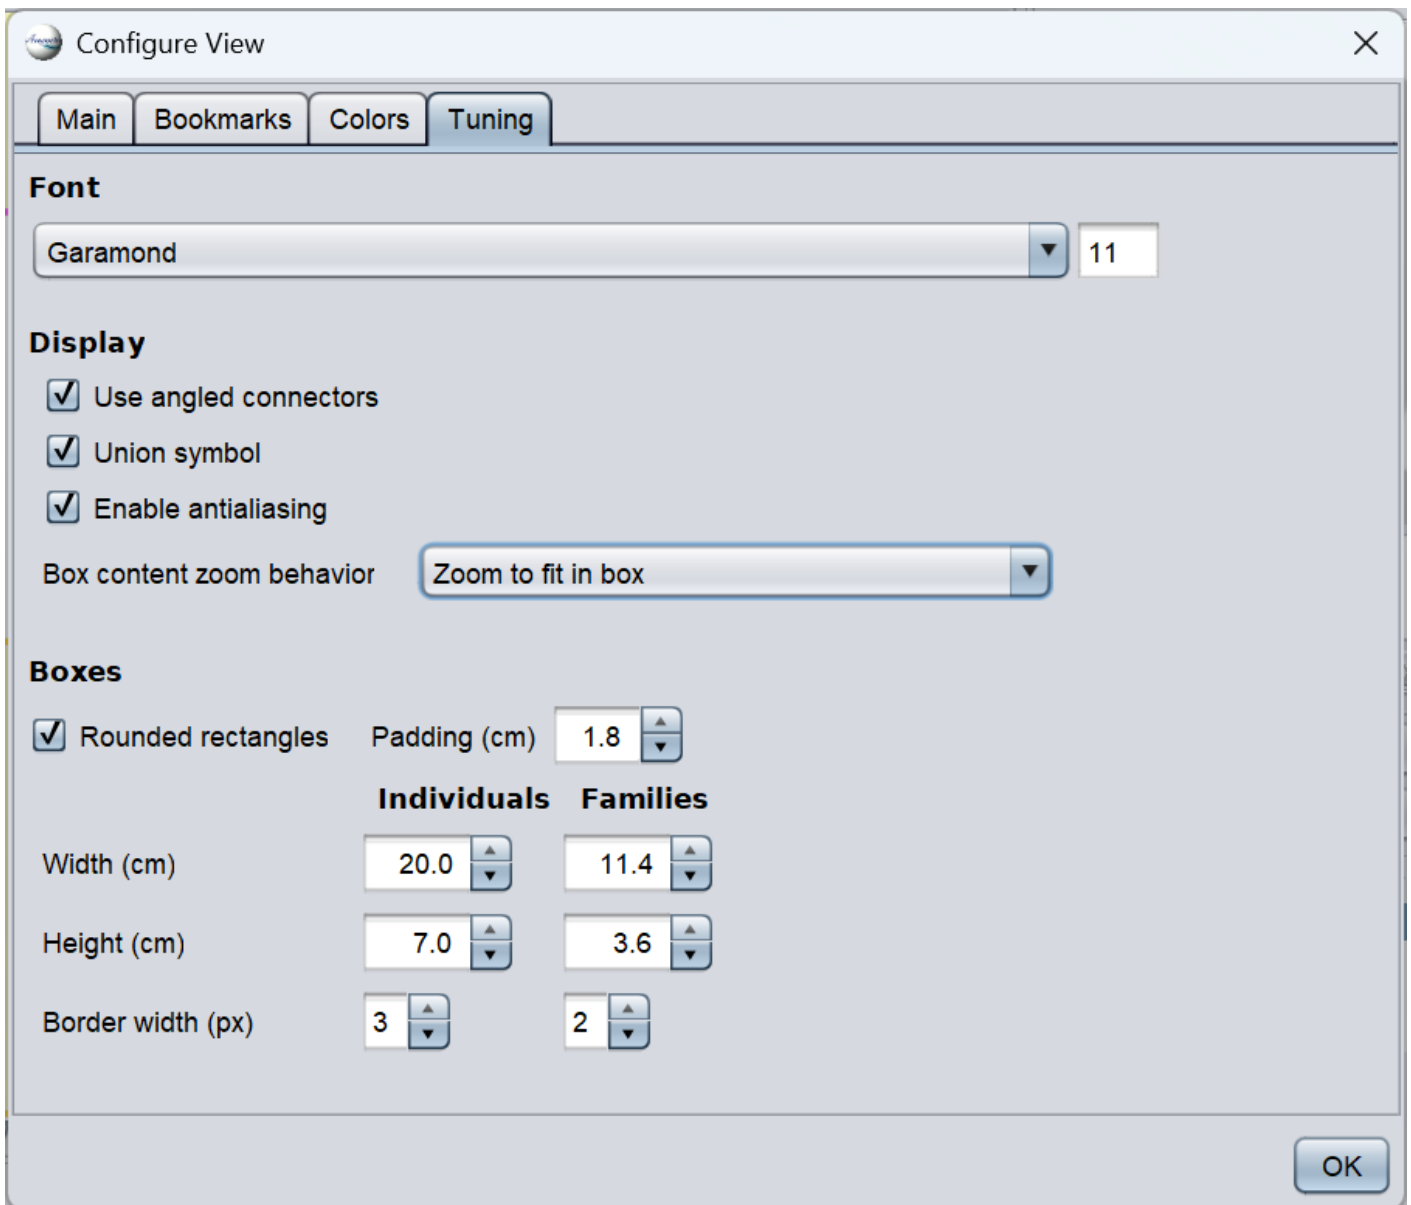 Configure View
Main Bookmarks Colors Tuning
Font
Garamond 11
Display
Use angled connectors
Union symbol
Enable antialiasing
Box content zoom behavior Zoom to fit in box
Boxes
Rounded rectangles Padding (cm) 1.8
Individuals Families
Width (cm) 20.0 11.4
Height (cm) 7.0 3.6
Border width (px) 3 2
OK